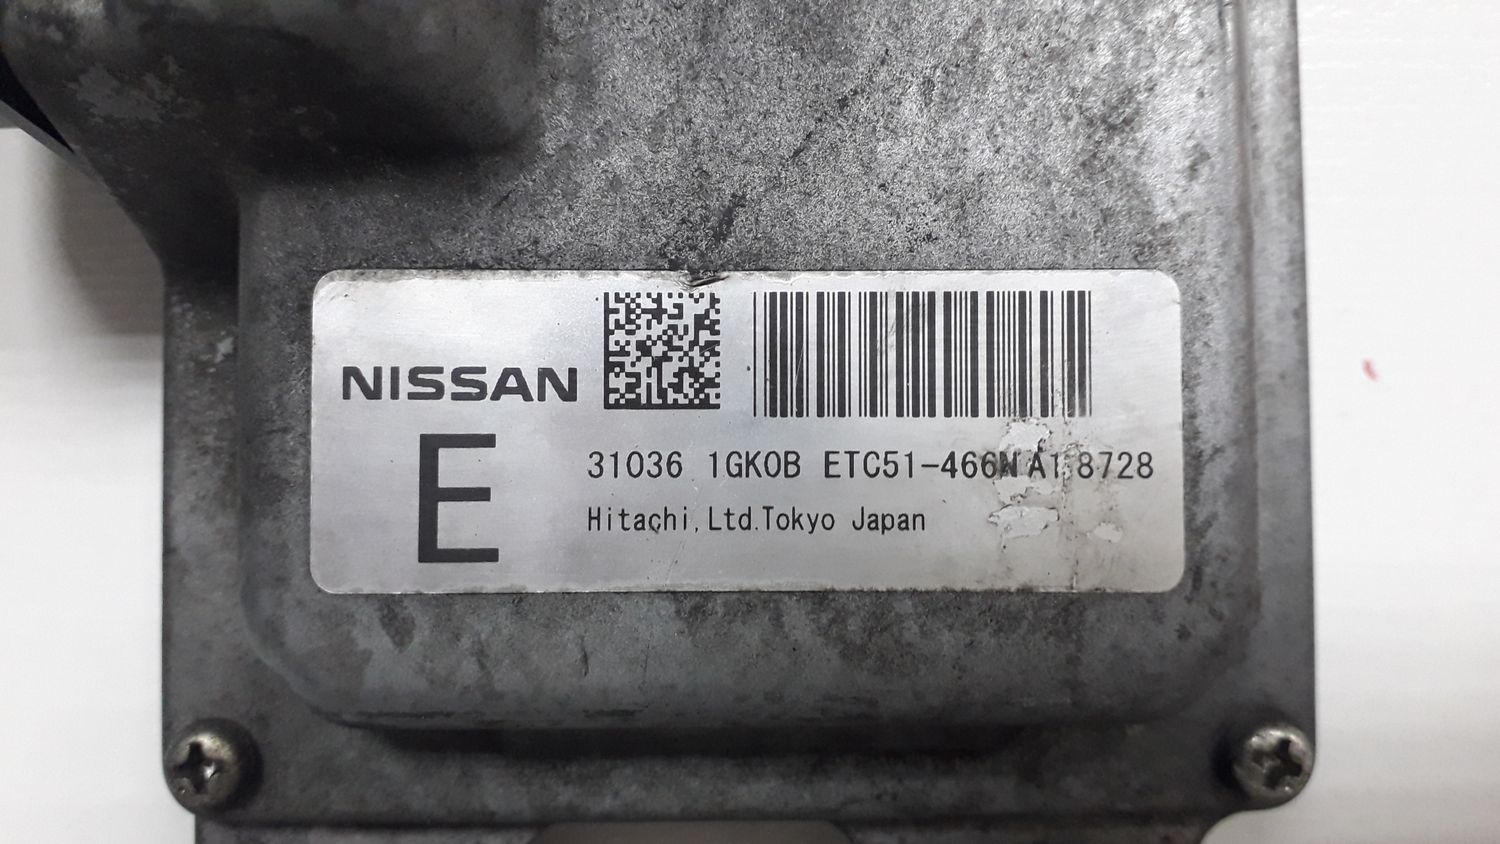 NISSAN
E
31036 1GK0B ETC51-466N A1 8728
Hitachi, Ltd. Tokyo Japan